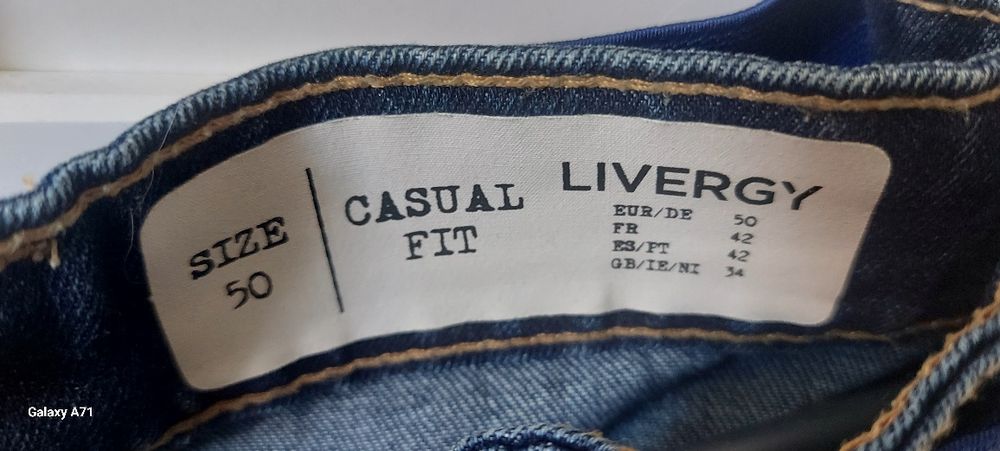 SIZE
50
CASUAL
FIT
LIVERGY
EUR/DE 50
FR 42
ES/PT 42
GB/IE/NI 34
Galaxy A71